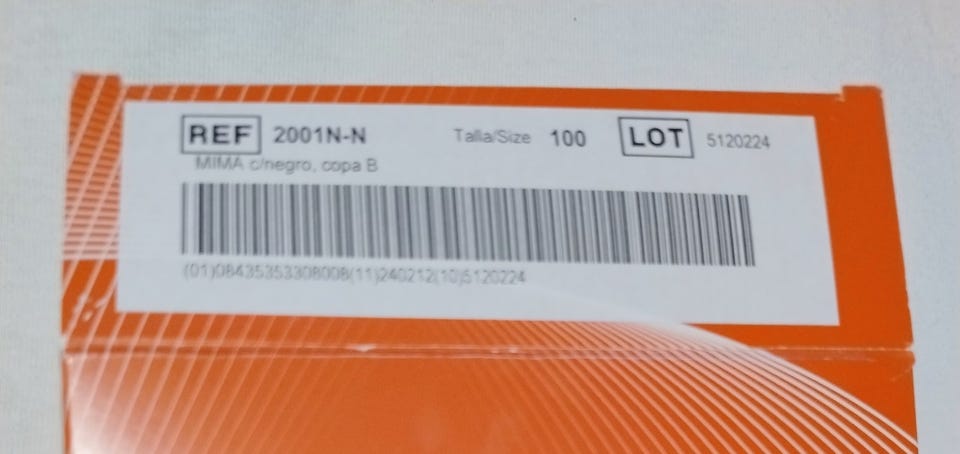 REF 2001N-N Talla/Size 100 LOT 5120224
MIMA c/negro, copa B
(01)08435353308008(11)240212(10)5120224